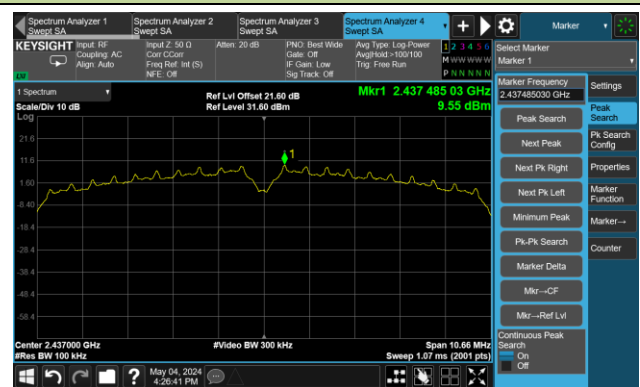 Spectrum Analyzer 1
Swept SA
Spectrum Analyzer 2
Swept SA
Spectrum Analyzer 3
Swept SA
Spectrum Analyzer 4
Swept SA
Marker
KEYSIGHT
Input: RF
Coupling: AC
Align: Auto
Input Z: 50 Ω
Corr CCorr
Freq Ref: Int (S)
NFE: Off
Atten: 20 dB
PNO: Best Wide
Gate: Off
IF Gain: Low
Sig Track: Off
Avg Type: Log-Power
Avg|Hold:>100/100
Trig: Free Run
1 2 3 4 5 6
M W W W W W
P N N N N N
LVI
1 Spectrum
Scale/Div 10 dB
Log
Ref Lvl Offset 21.60 dB
Ref Level 31.60 dBm
Mkr1 2.437 485 03 GHz
9.55 dBm
21.6
11.6
1.60
-8.40
-18.4
-28.4
-38.4
-48.4
-58.4
1
Center 2.437000 GHz
#Res BW 100 kHz
#Video BW 300 kHz
Span 10.66 MHz
Sweep 1.07 ms (2001 pts)
May 04, 2024
4:26:41 PM
Select Marker
Marker 1
Marker Frequency
2.437485030 GHz
Peak Search
Next Peak
Next Pk Right
Next Pk Left
Minimum Peak
Pk-Pk Search
Marker Delta
Mkr→CF
Mkr→Ref Lvl
Continuous Peak
Search
On
Off
Settings
Peak
Search
Pk Search
Config
Properties
Marker
Function
Marker→
Counter